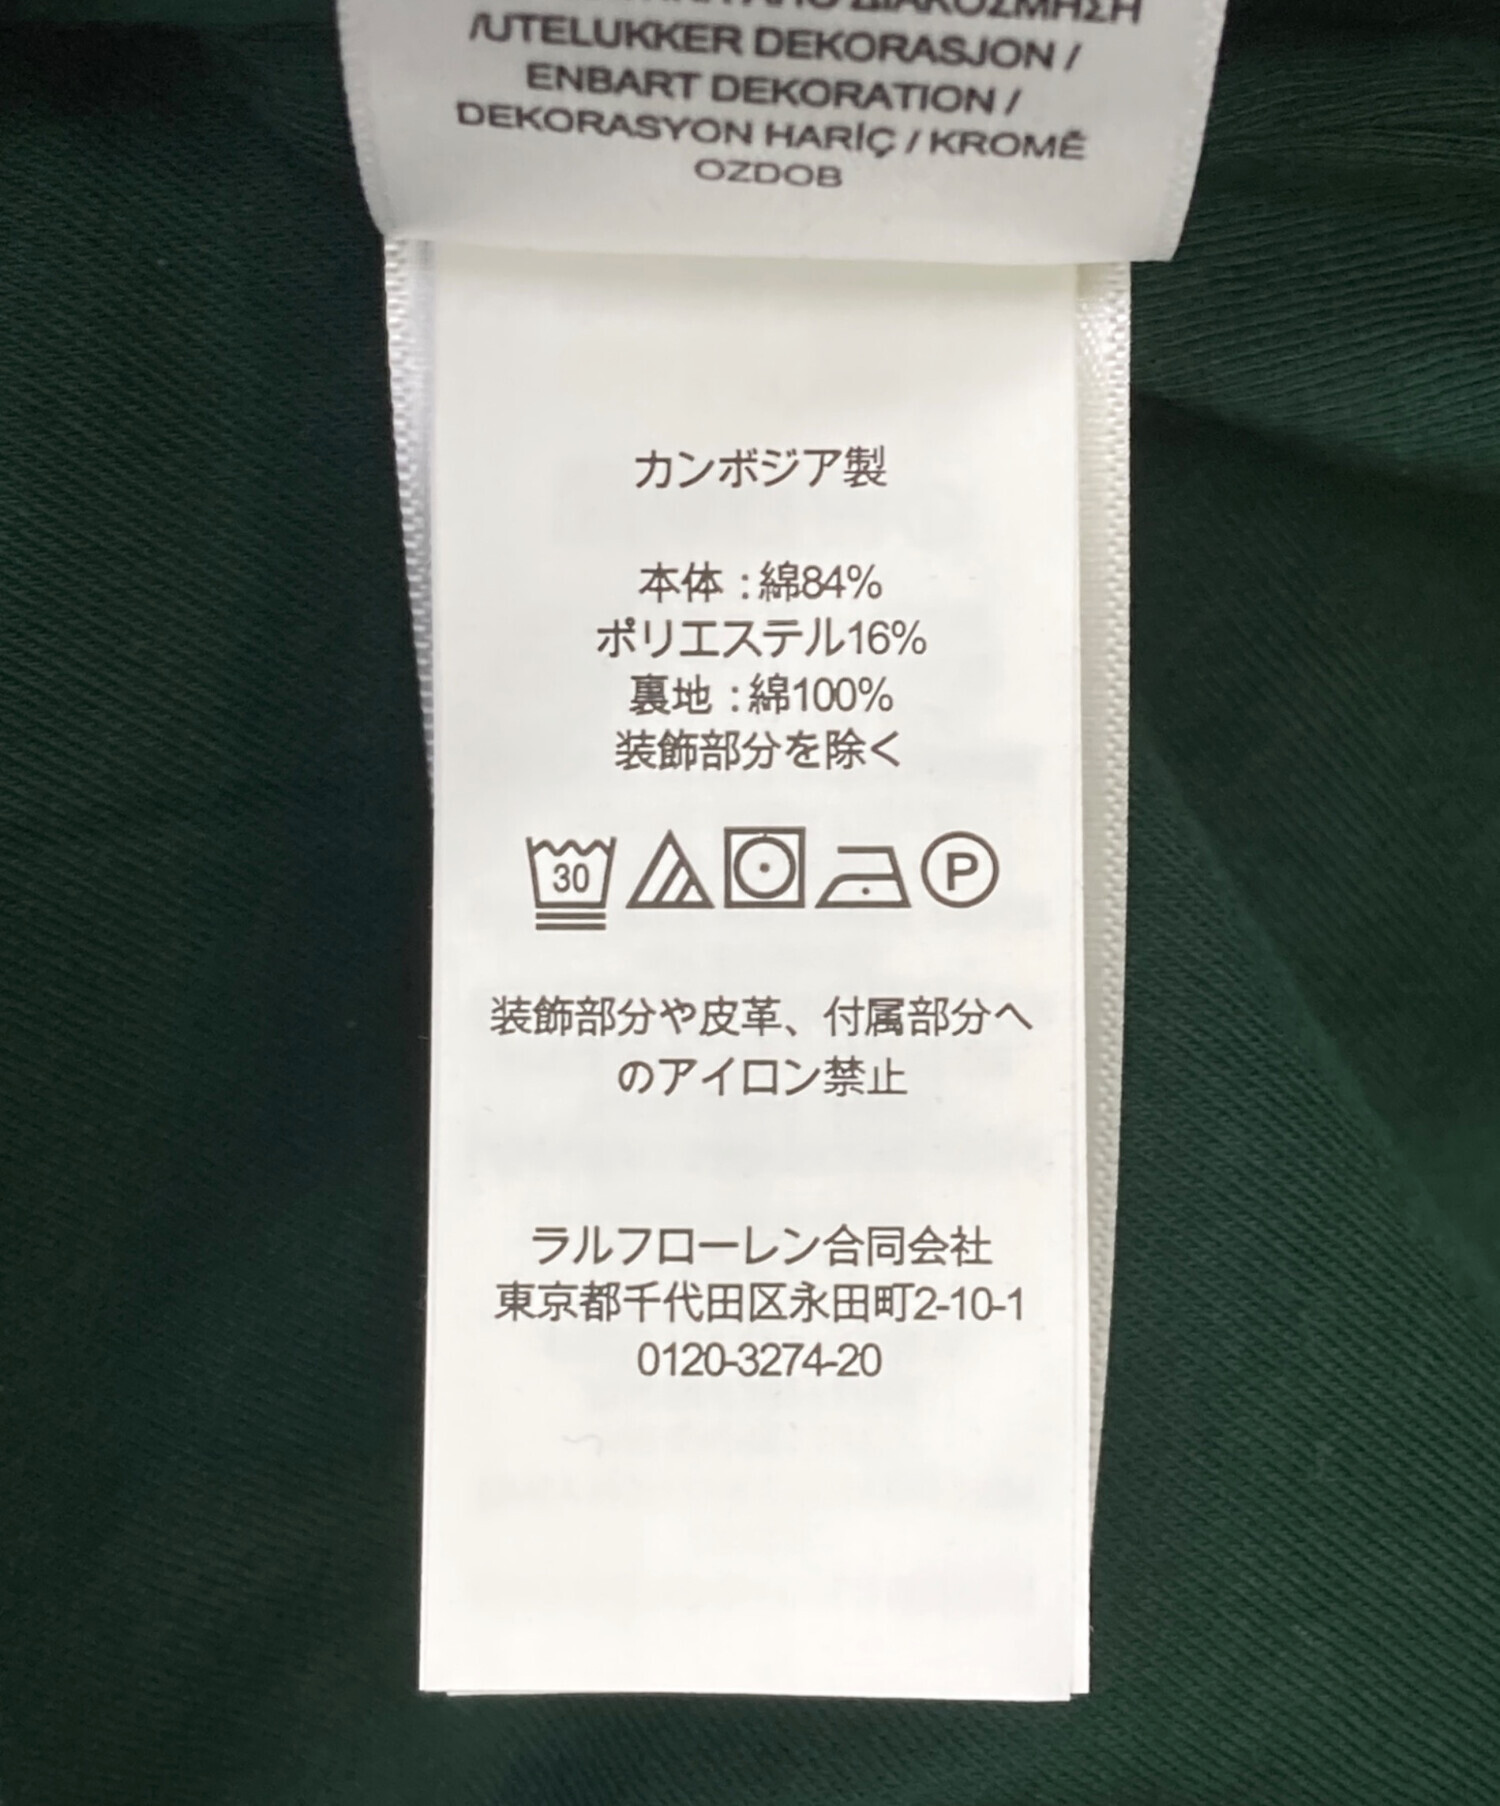 ΔΙΑΚΟΣΜΗΣΗ
/UTELUKKER DEKORASJON /
ENBART DEKORATION /
DEKORASYON HARİÇ / KROMĚ
OZDOB
カンボジア製
本体 : 綿84%
ポリエステル16%
裏地 : 綿100%
装飾部分を除く
30 P
装飾部分や皮革、付属部分へ
のアイロン禁止
ラルフローレン合同会社
東京都千代田区永田町2-10-1
0120-3274-20